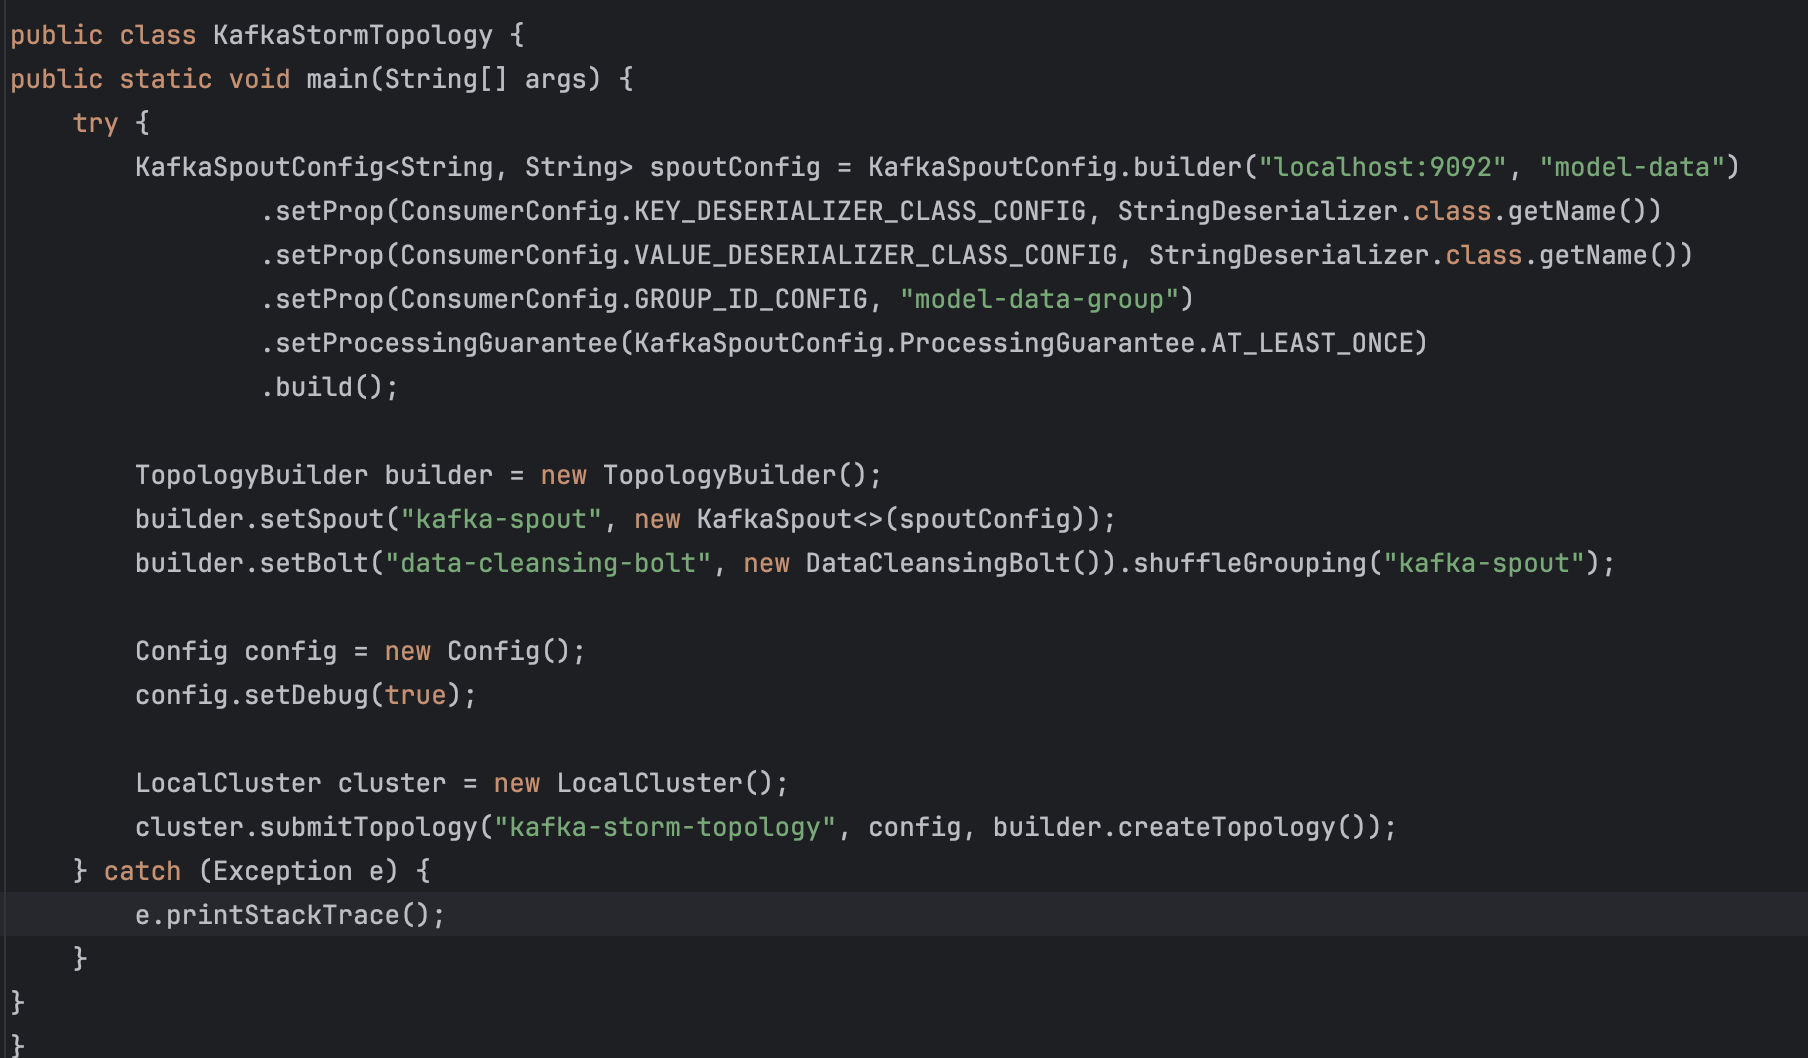 public class KafkaStormTopology {
public static void main(String[] args) {
    try {
        KafkaSpoutConfig<String, String> spoutConfig = KafkaSpoutConfig.builder("localhost:9092", "model-data")
                .setProp(ConsumerConfig.KEY_DESERIALIZER_CLASS_CONFIG, StringDeserializer.class.getName())
                .setProp(ConsumerConfig.VALUE_DESERIALIZER_CLASS_CONFIG, StringDeserializer.class.getName())
                .setProp(ConsumerConfig.GROUP_ID_CONFIG, "model-data-group")
                .setProcessingGuarantee(KafkaSpoutConfig.ProcessingGuarantee.AT_LEAST_ONCE)
                .build();

        TopologyBuilder builder = new TopologyBuilder();
        builder.setSpout("kafka-spout", new KafkaSpout<>(spoutConfig));
        builder.setBolt("data-cleansing-bolt", new DataCleansingBolt()).shuffleGrouping("kafka-spout");

        Config config = new Config();
        config.setDebug(true);

        LocalCluster cluster = new LocalCluster();
        cluster.submitTopology("kafka-storm-topology", config, builder.createTopology());
    } catch (Exception e) {
        e.printStackTrace();
    }
}
}